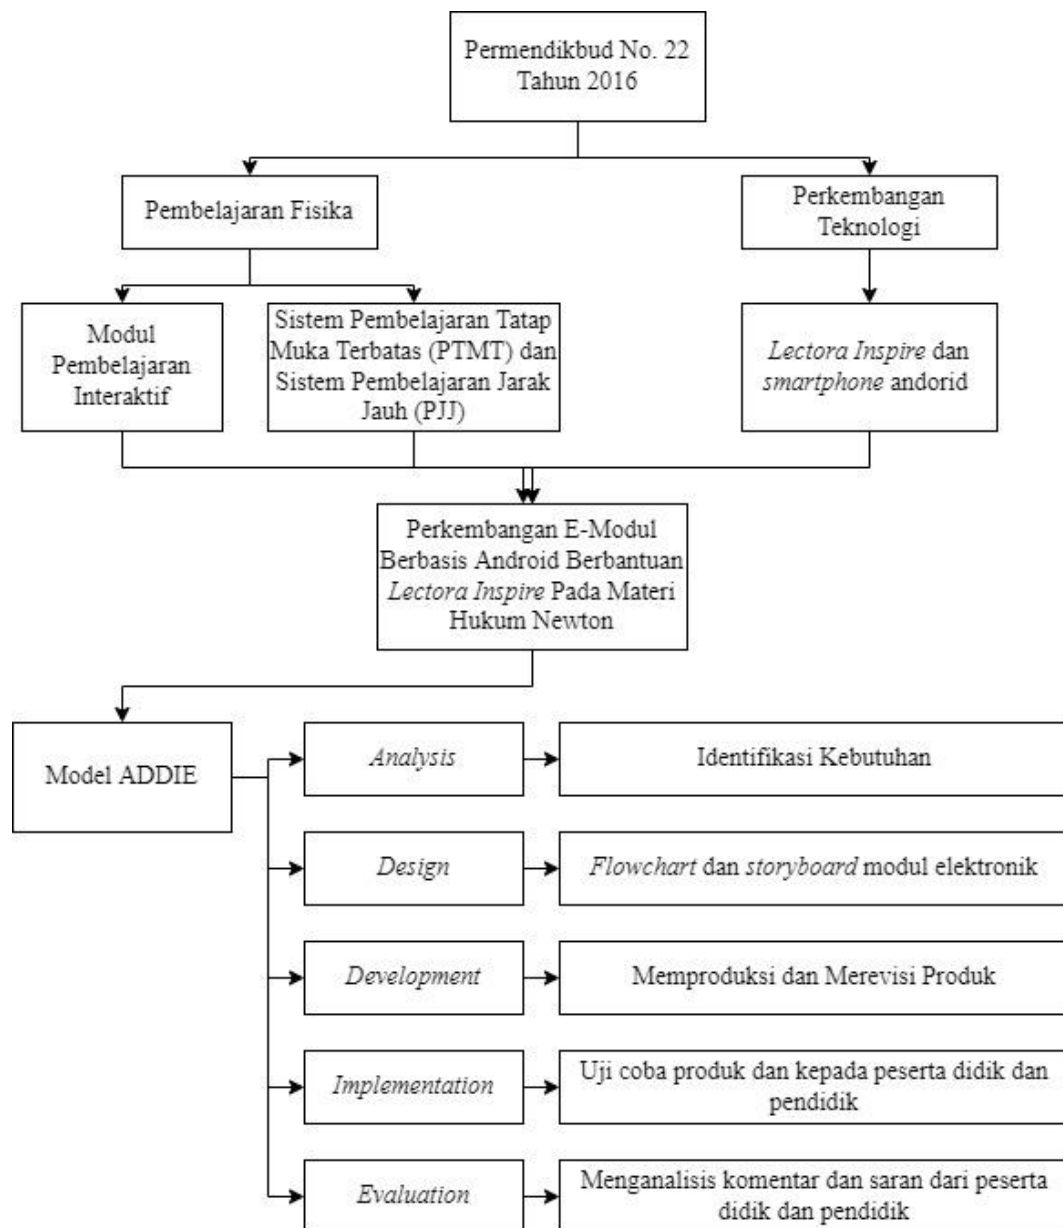 Permendikbud No. 22
Tahun 2016
Pembelajaran Fisika
Perkembangan
Teknologi
Modul
Pembelajaran
Interaktif
Sistem Pembelajaran Tatap
Muka Terbatas (PTMT) dan
Sistem Pembelajaran Jarak
Jauh (PJJ)
Lectora Inspire dan
smartphone andorid
Perkembangan E-Modul
Berbasis Android Berbantuan
Lectora Inspire Pada Materi
Hukum Newton
Model ADDIE
Analysis
Identifikasi Kebutuhan
Design
Flowchart dan storyboard modul elektronik
Development
Memproduksi dan Merevisi Produk
Implementation
Uji coba produk dan kepada peserta didik dan
pendidik
Evaluation
Menganalisis komentar dan saran dari peserta
didik dan pendidik